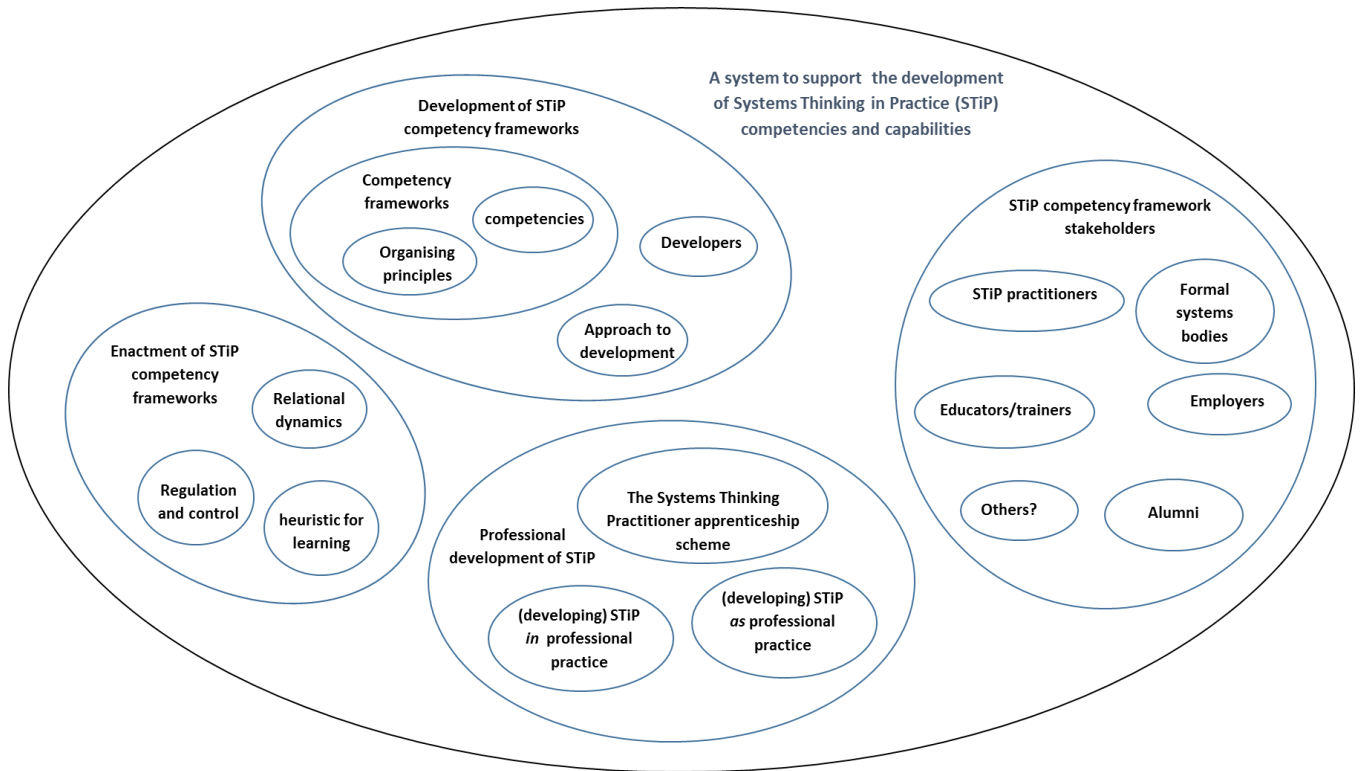 A system to support the development
of Systems Thinking in Practice (STiP)
competencies and capabilities
Development of STiP
competency frameworks
Competency
frameworks
competencies
Organising
principles
Developers
Approach to
development
STiP competency framework
stakeholders
STiP practitioners
Formal
systems
bodies
Educators/trainers
Employers
Others?
Alumni
Enactment of STiP
competency
frameworks
Relational
dynamics
Regulation
and control
heuristic for
learning
Professional
development of STiP
The Systems Thinking
Practitioner apprenticeship
scheme
(developing) STiP
in professional
practice
(developing) STiP
as professional
practice